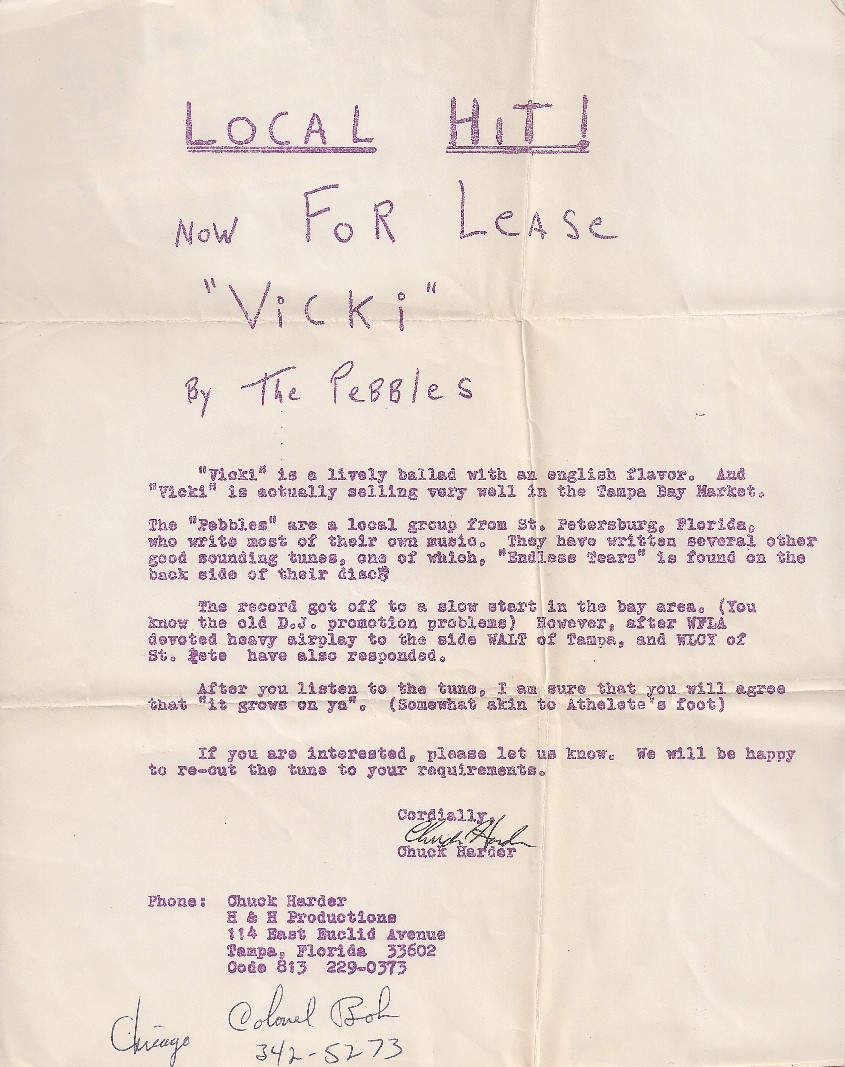 LOCAL HIT!
NOW FOR LEASE
"Vicki"
By The PeBBles
"Vicki" is a lively ballad with an english flavor. And
"Vicki" is actually selling very well in the Tampa Bay Market.
The "Pebbles" are a local group from St. Petersburg, Florida,
who write most of their own music. They have written several other
good sounding tunes, one of which, "Endless Tears" is found on the
back side of their disc
The record got off to a slow start in the bay area. (You
know the old D.J. promotion problems) However, after WFLA
devoted heavy airplay to the side WALT of Tampa, and WLCY of
St. Pete have also responded.
After you listen to the tune, I am sure that you will agree
that "it grows on ya". (Somewhat akin to Athelete's foot)
If you are interested, please let us know. We will be happy
to re-cut the tune to your requirements.
Cordially,
Chuck Harder
Chuck Harder
Phone: Chuck Harder
H & H Productions
114 East Euclid Avenue
Tampa, Florida 33602
Code 813 229-0373
Chicago Colonel Bob
342-5273